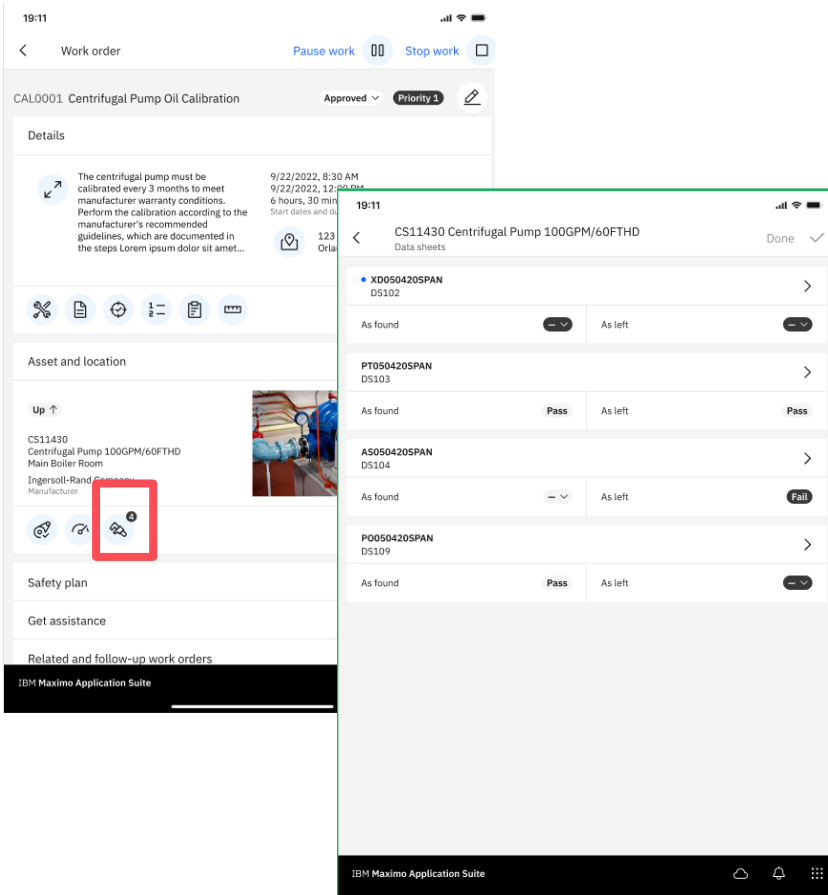 19:11
Work order
Pause work
Stop work
CAL0001 Centrifugal Pump Oil Calibration
Approved
Priority 1
Details
The centrifugal pump must be
calibrated every 3 months to meet
manufacturer warranty conditions.
Perform the calibration according to the
manufacturer's recommended
guidelines, which are documented in
the steps Lorem ipsum dolor sit amet...
9/22/2022, 8:30 AM
9/22/2022, 12:00 PM
6 hours, 30 min
Start dates and du
123
Orla
Asset and location
Up
CS11430
Centrifugal Pump 100GPM/60FTHD
Main Boiler Room
Ingersoll-Rand Company
Manufacturer
4
Safety plan
Get assistance
Related and follow-up work orders
IBM Maximo Application Suite
19:11
CS11430 Centrifugal Pump 100GPM/60FTHD
Data sheets
Done
XD050420SPAN
DS102
As found – As left –
PT050420SPAN
DS103
As found Pass As left Pass
AS050420SPAN
DS104
As found – As left Fail
PO050420SPAN
DS109
As found Pass As left –
IBM Maximo Application Suite